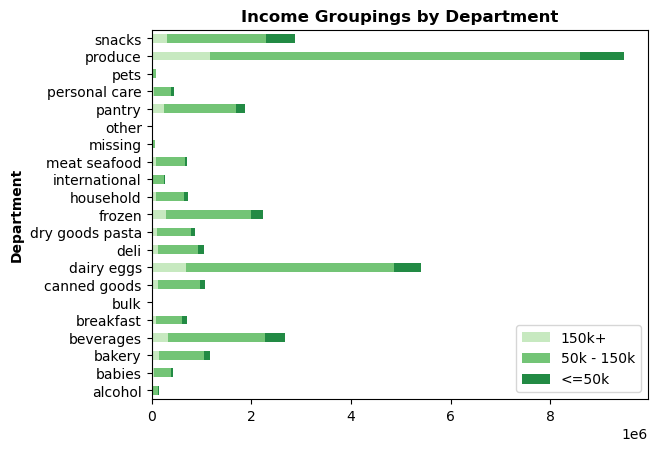 Income Groupings by Department
snacks
produce
pets
personal care
pantry
other
missing
meat seafood
international
household
frozen
dry goods pasta
deli
dairy eggs
canned goods
bulk
breakfast
beverages
bakery
babies
alcohol
Department
150k+
50k - 150k
<=50k
0 2 4 6 8
1e6